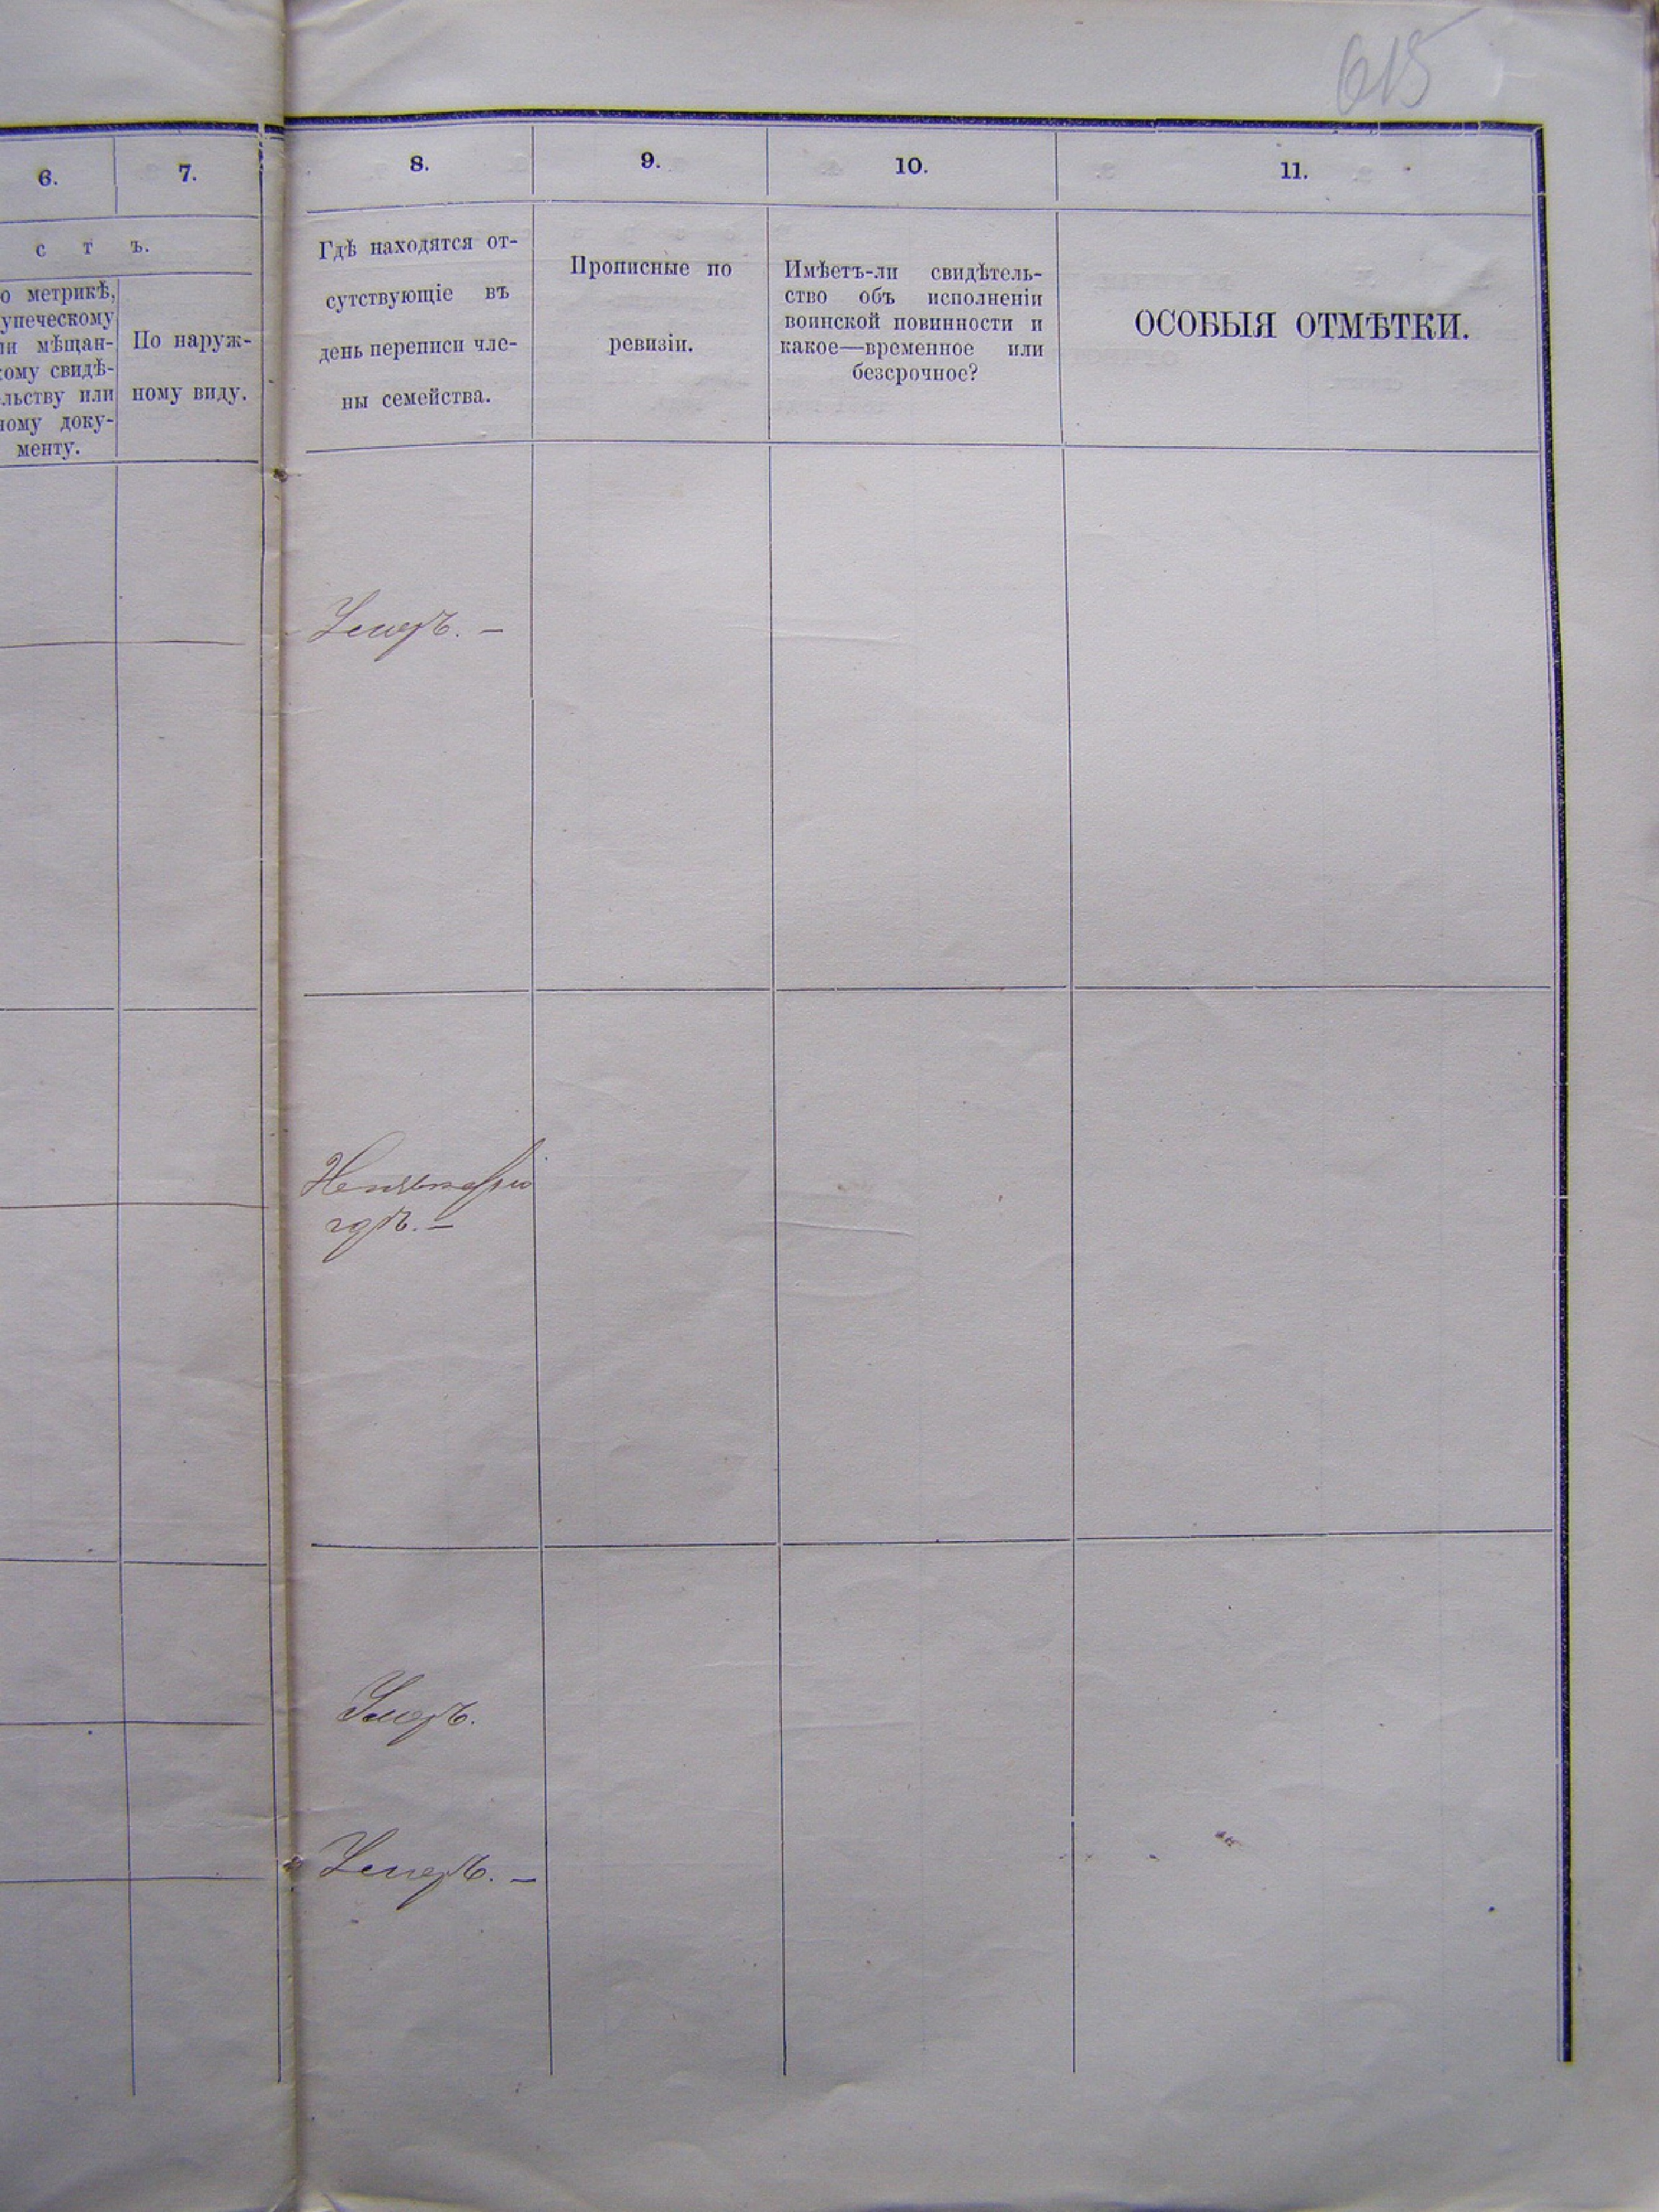 615
6.
7.
8.
9.
10.
11.
с т ъ.
о метрикѣ,
упеческому
ли мѣщан-
кому свидѣ-
льству или
ному доку-
менту.
По наруж-
ному виду.
Гдѣ находятся от-
сутствующіе въ
день переписи чле-
ны семейства.
Прописные по
ревизіи.
Имѣетъ-ли свидѣтель-
ство объ исполненіи
воинской повинности и
какое—временное или
безсрочное?
ОСОБЫЯ ОТМѢТКИ.
Умеръ. –
гдѣ. –
Умеръ.
Умеръ. –